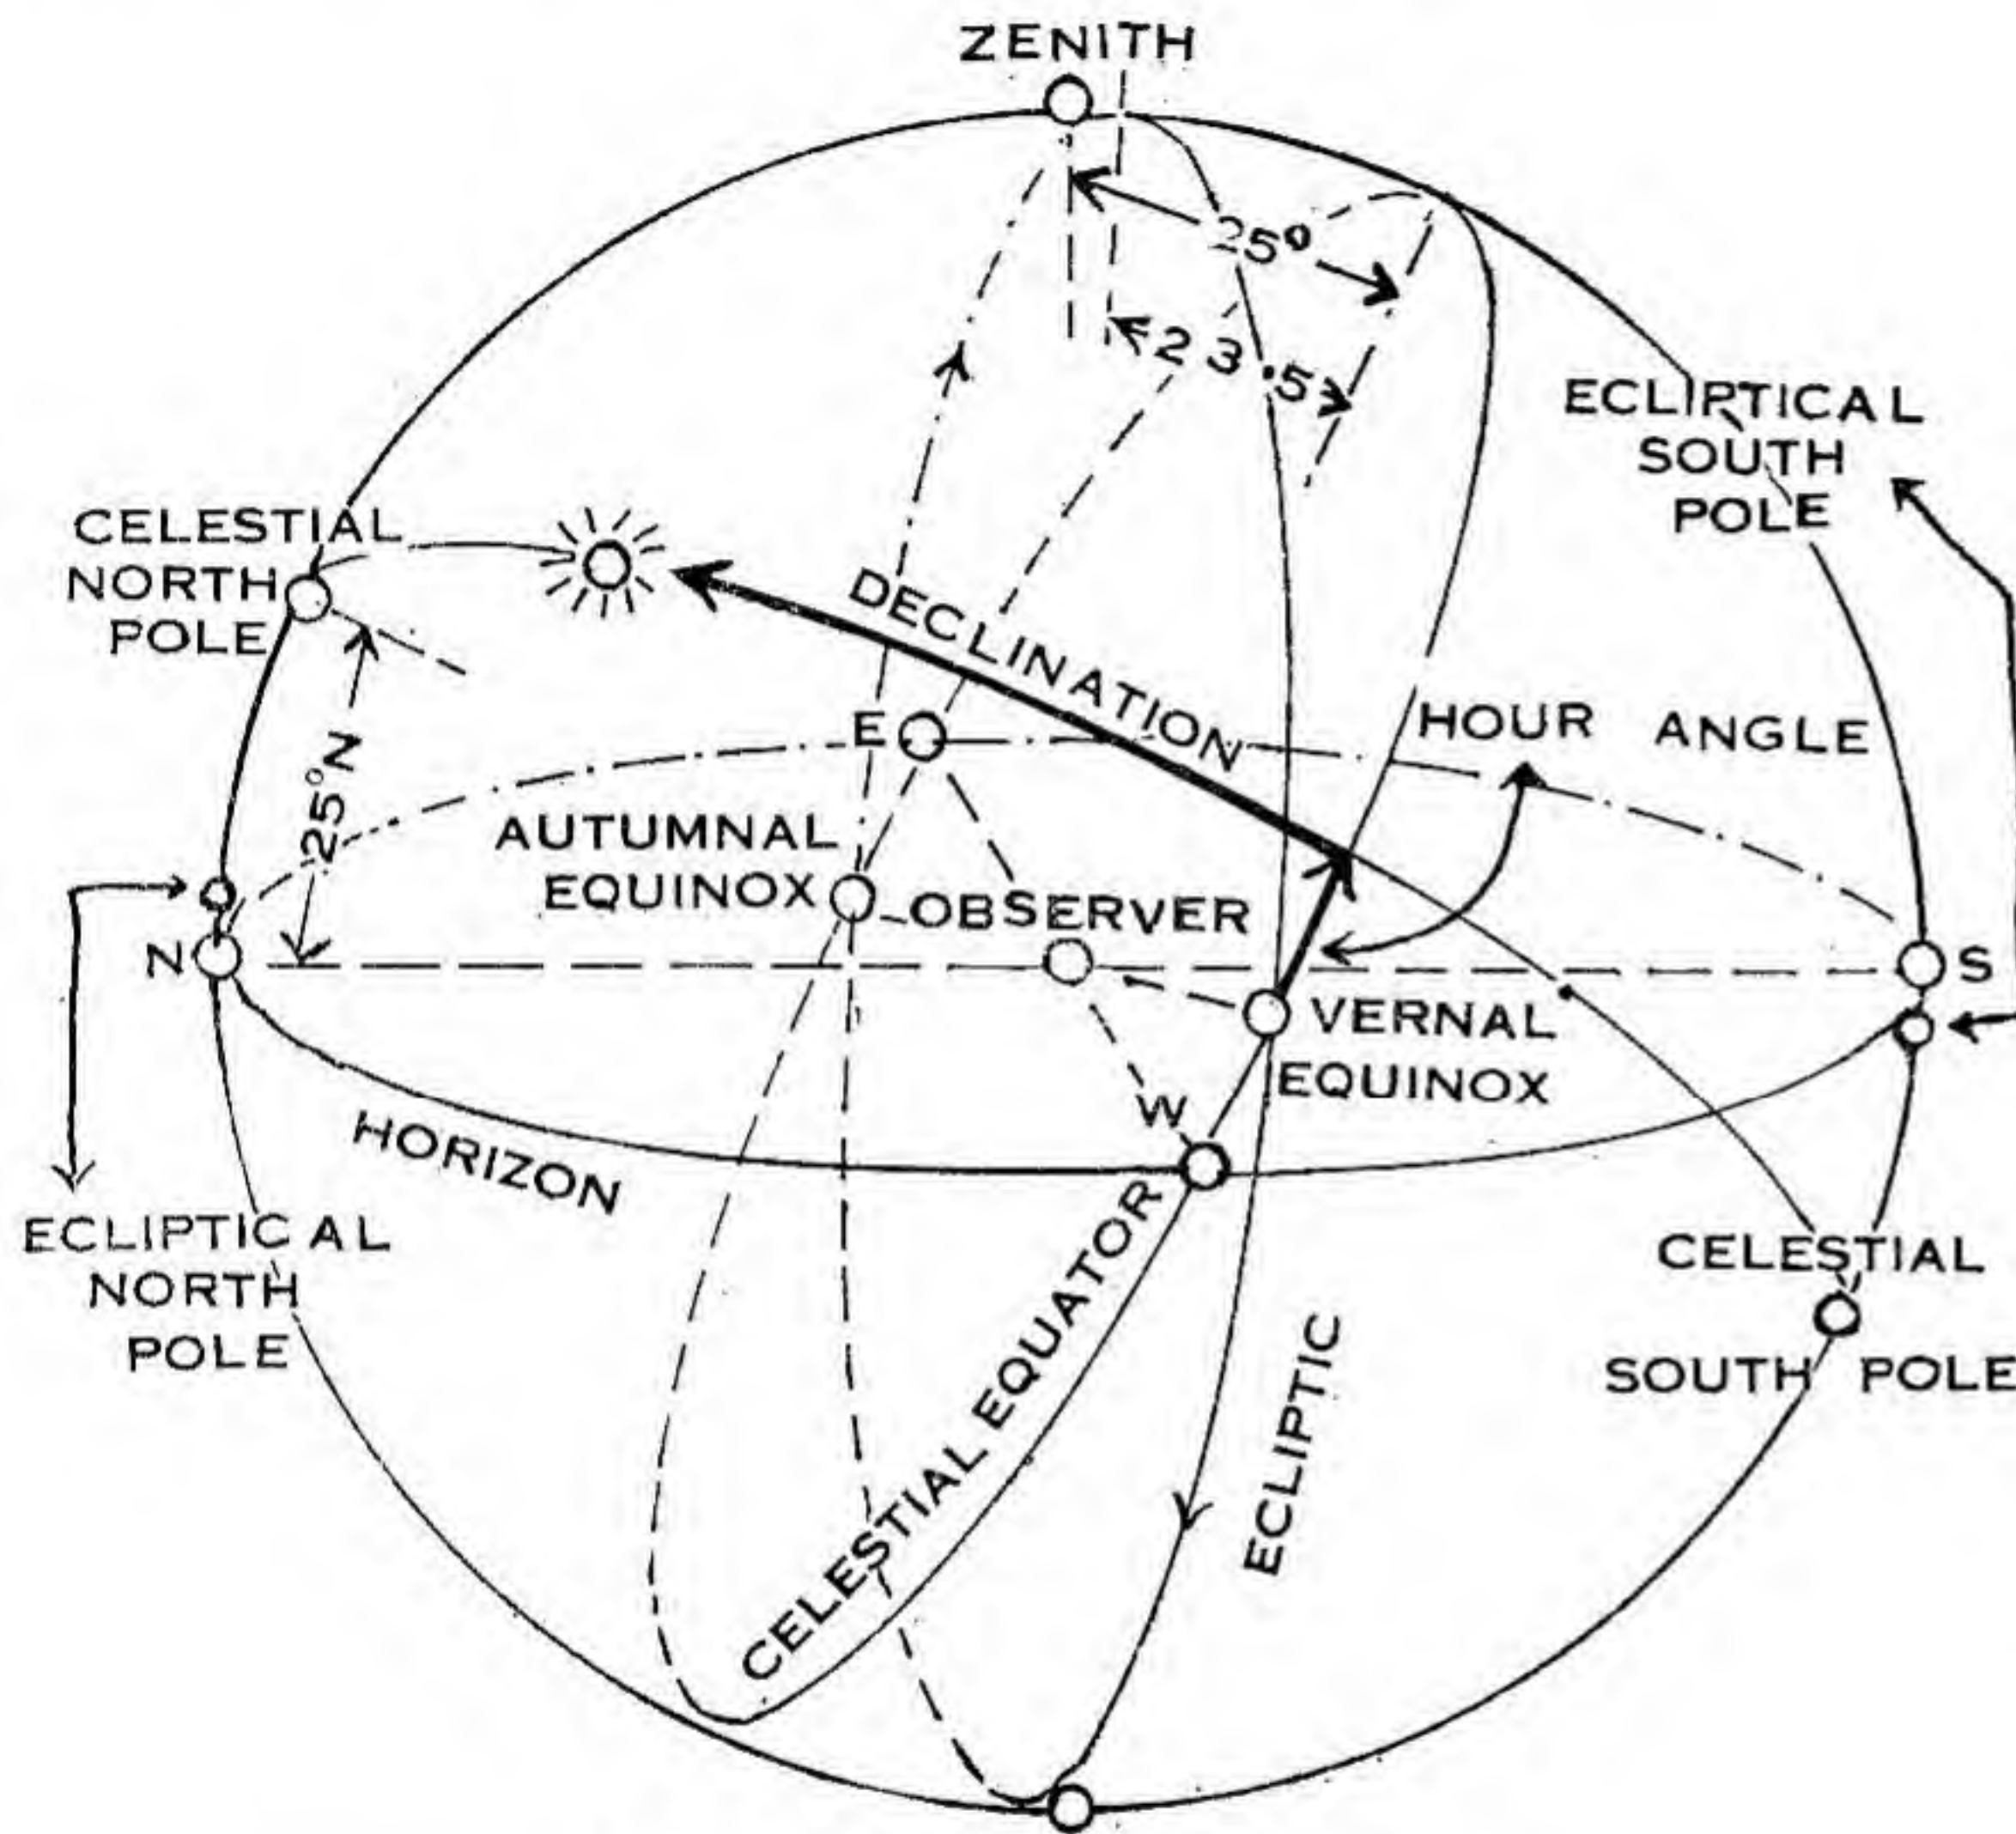 ZENITH
25°
23.5
ECLIPTICAL
SOUTH
POLE
CELESTIAL
NORTH
POLE
DECLINATION
25°N
E
HOUR ANGLE
AUTUMNAL
EQUINOX
OBSERVER
N
S
VERNAL
EQUINOX
W
HORIZON
ECLIPTICAL
NORTH
POLE
CELESTIAL EQUATOR
ECLIPTIC
CELESTIAL
SOUTH POLE